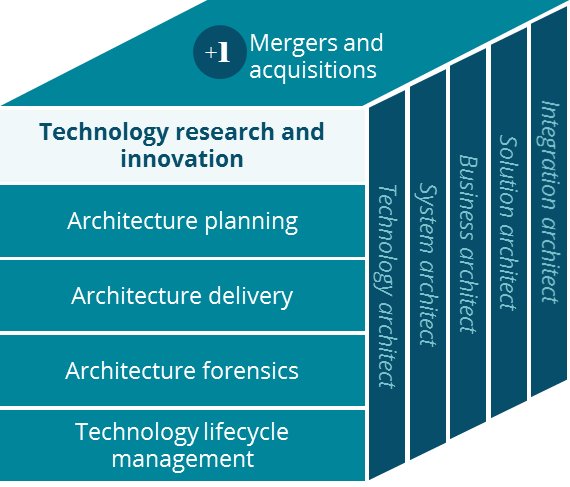 +1 Mergers and
acquisitions
Technology research and
innovation
Architecture planning
Architecture delivery
Architecture forensics
Technology lifecycle
management
Technology architect
System architect
Business architect
Solution architect
Integration architect